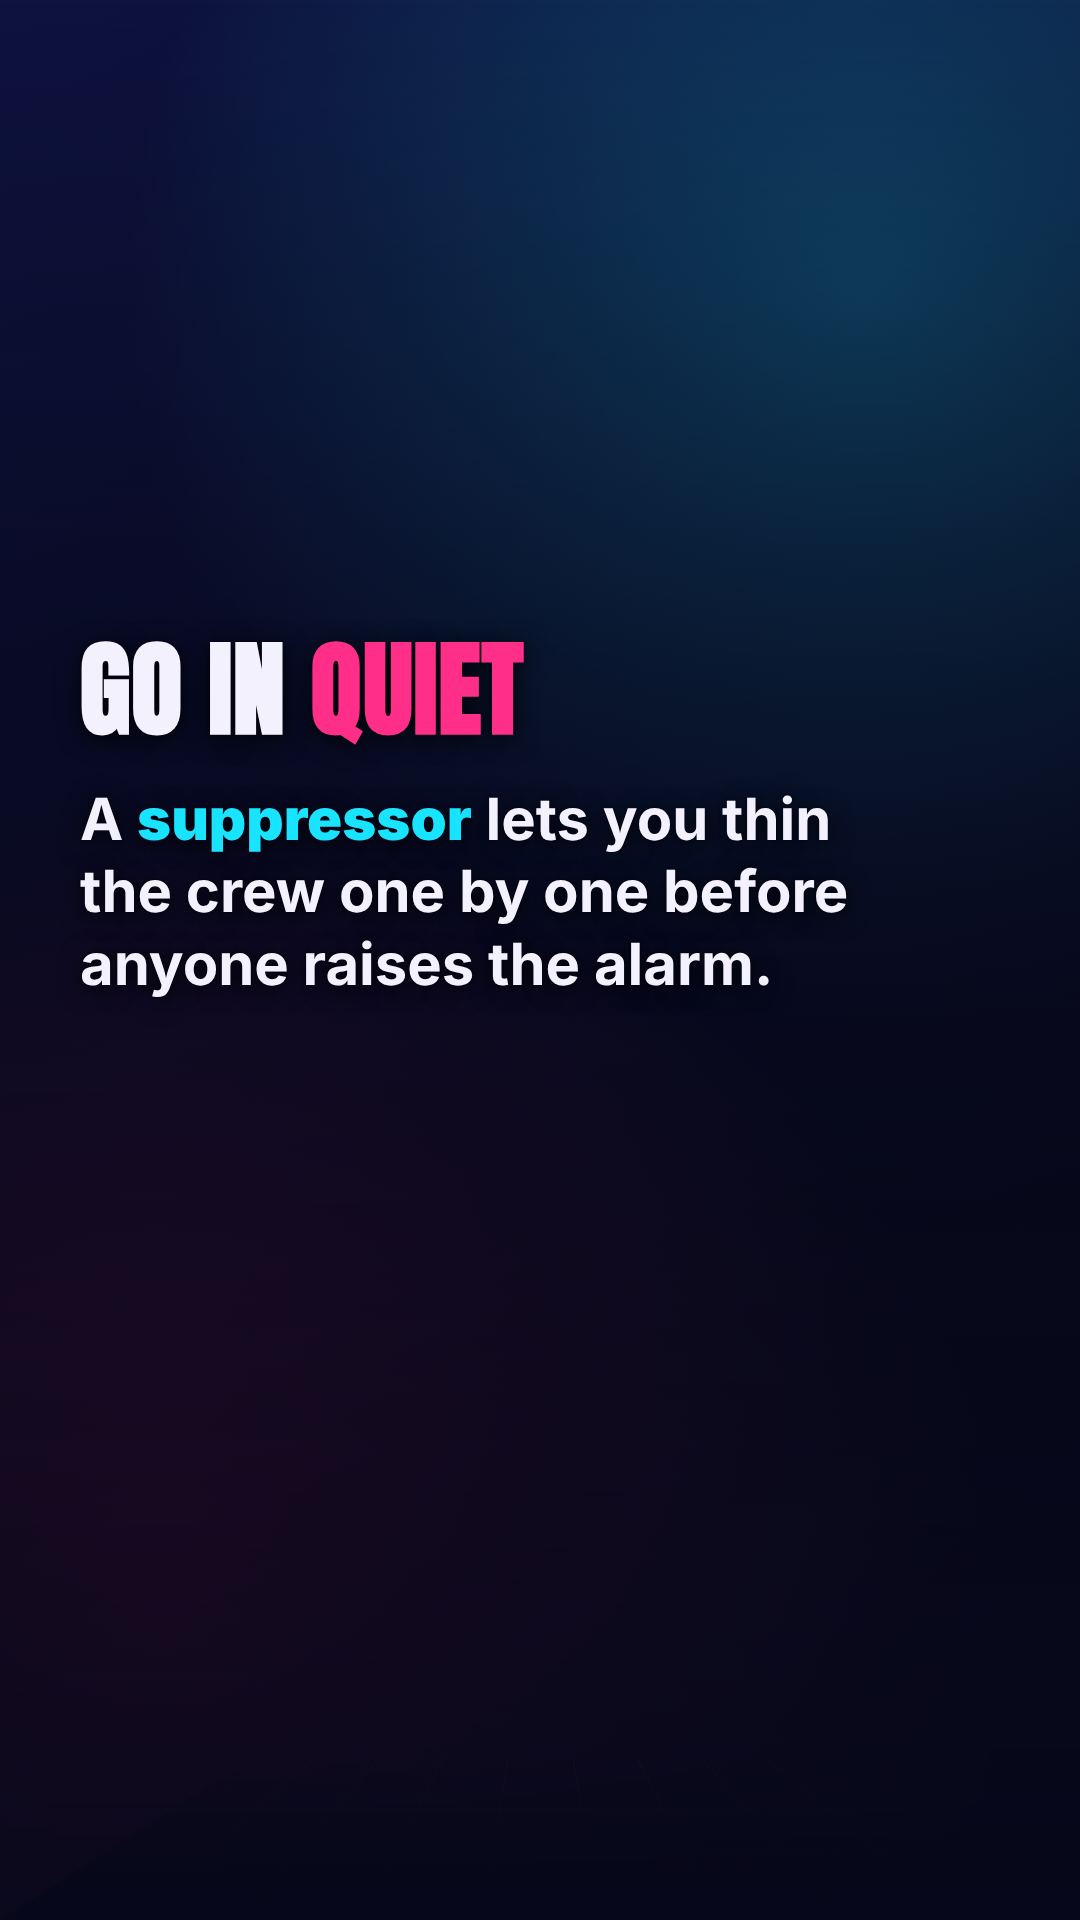 GO IN QUIET
A suppressor lets you thin
the crew one by one before
anyone raises the alarm.